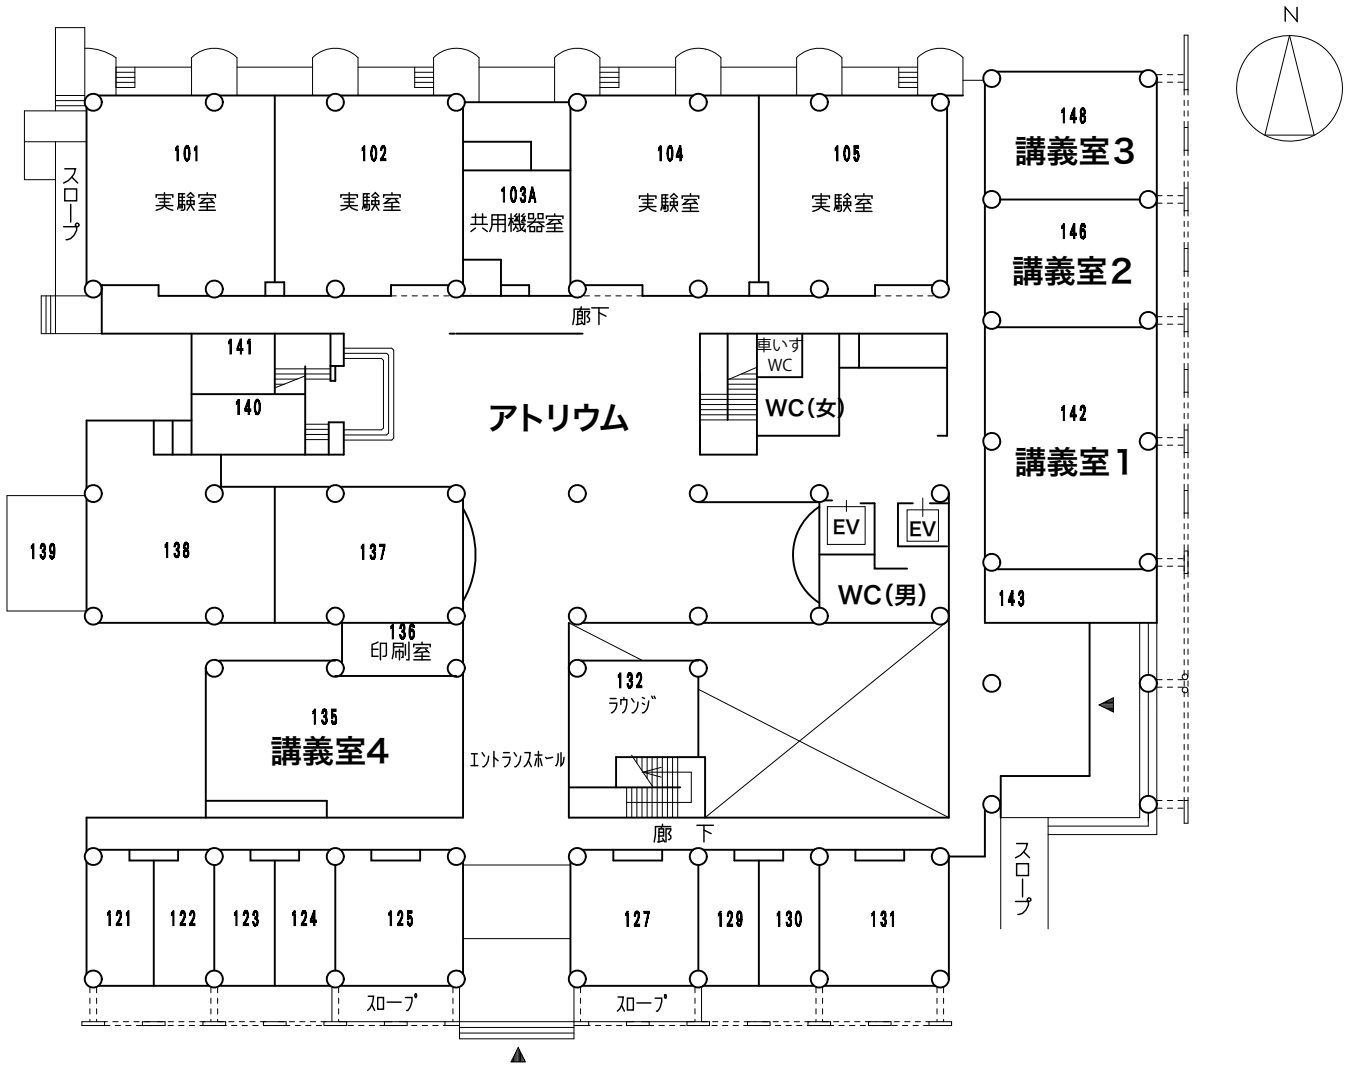 N
148
講義室3
101
102
104
105
実験室
実験室
103A
共用機器室
実験室
実験室
スロープ
146
講義室2
廊下
141
車いす
WC
140
WC(女)
アトリウム
142
講義室1
EV
EV
139
138
137
WC(男)
143
136
印刷室
132
ラウンジ
135
講義室4
エントランスホール
廊 下
スロープ
121
122
123
124
125
127
129
130
131
スロープ
スロープ